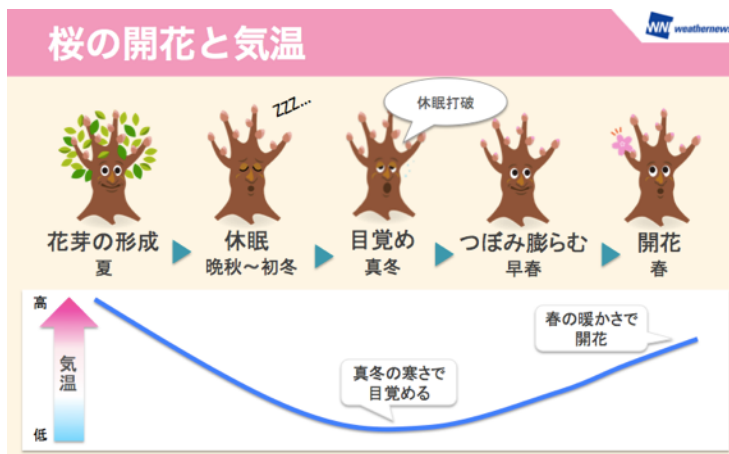 桜の開花と気温
WNI weathernews
zzz...
休眠打破
花芽の形成
夏
休眠
晩秋～初冬
目覚め
真冬
つぼみ膨らむ
早春
開花
春
高
気温
低
真冬の寒さで
目覚める
春の暖かさで
開花